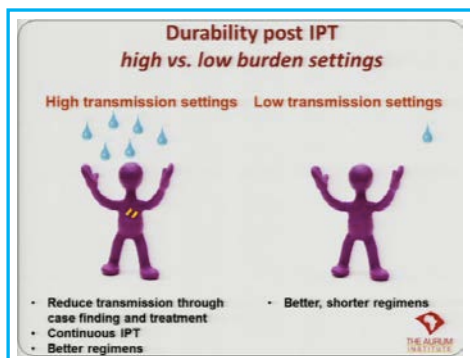 Durability post IPT
high vs. low burden settings
High transmission settings
Low transmission settings
• Reduce transmission through
case finding and treatment
• Continuous IPT
• Better regimens
• Better, shorter regimens
THE AURUM
INSTITUTE